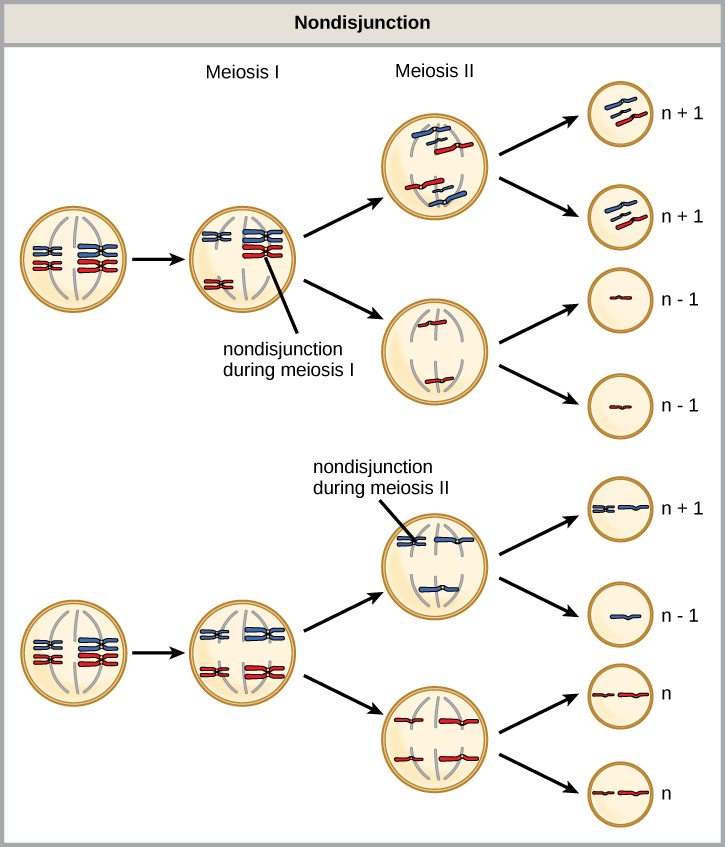 Nondisjunction
Meiosis I
Meiosis II
n + 1
n + 1
n - 1
nondisjunction
during meiosis I
n - 1
nondisjunction
during meiosis II
n + 1
n - 1
n
n